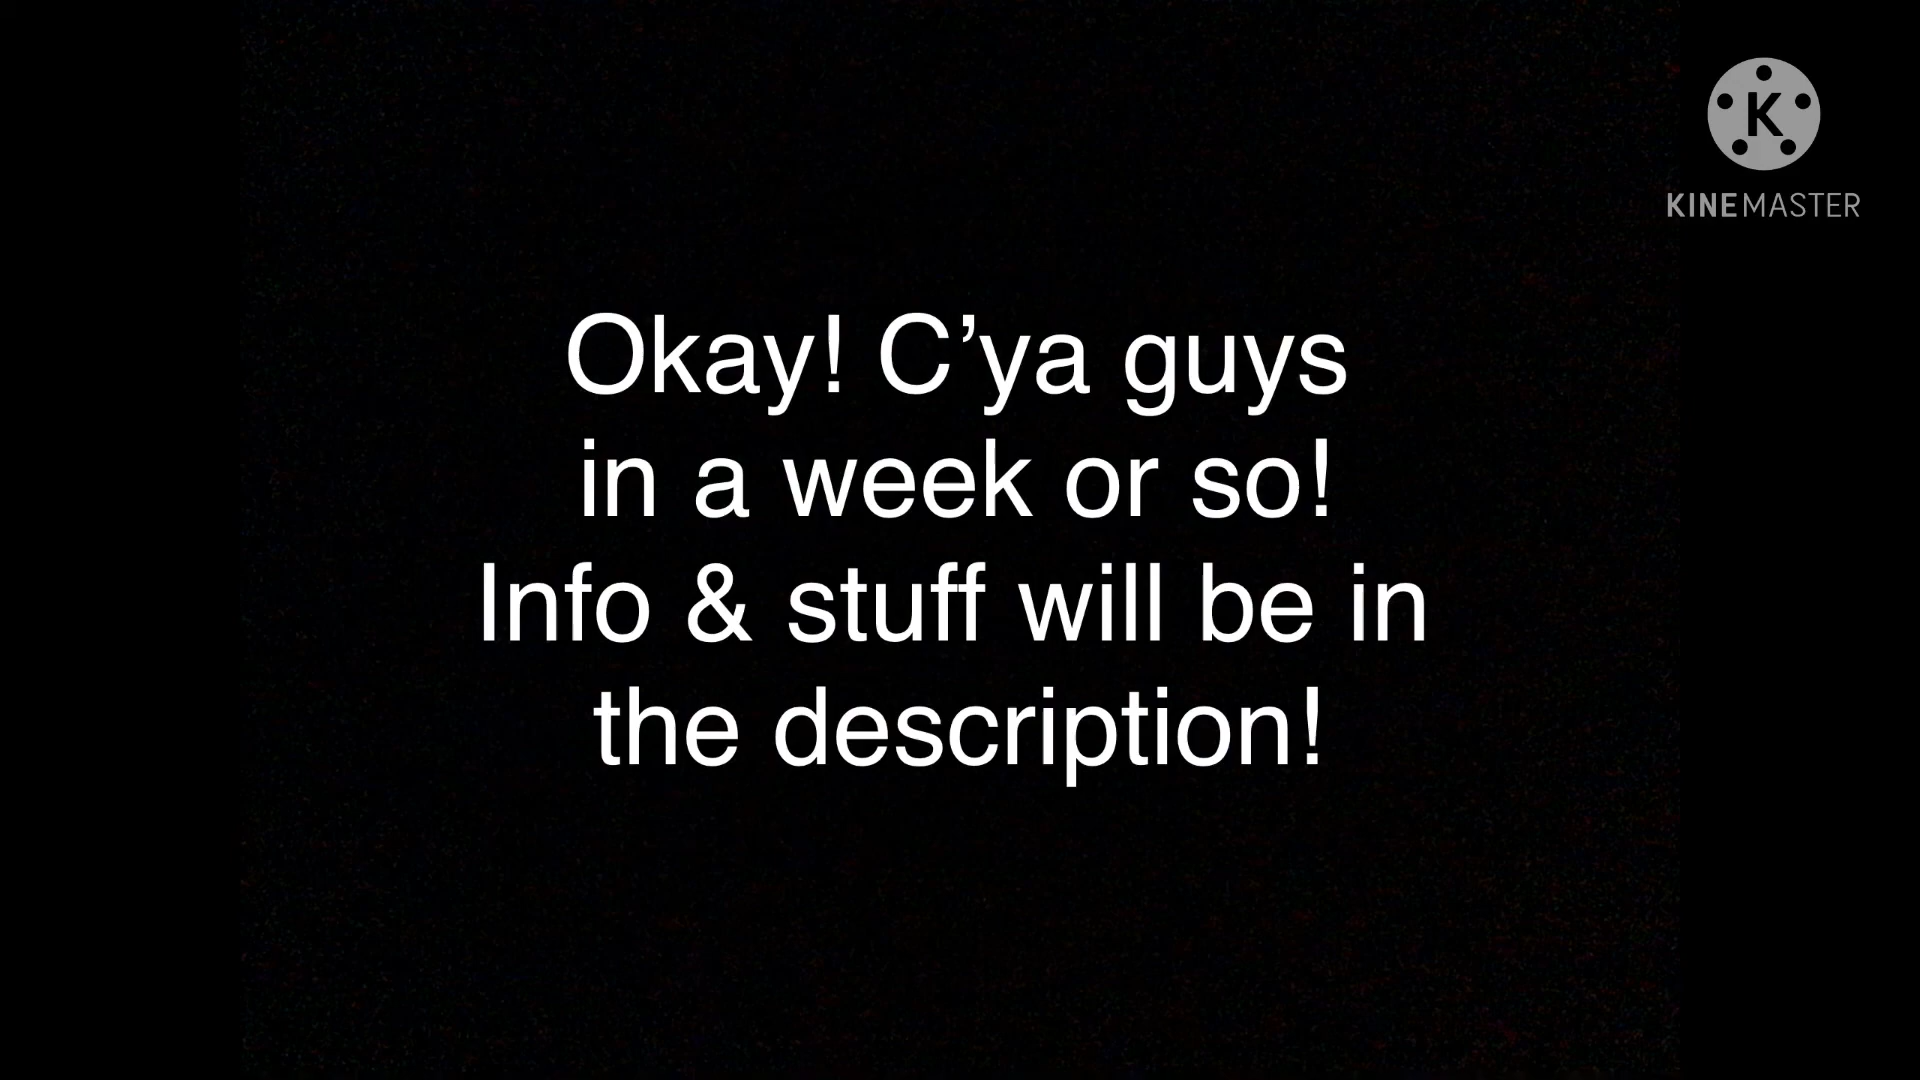 K
KINEMASTER
Okay! C’ya guys
in a week or so!
Info & stuff will be in
the description!